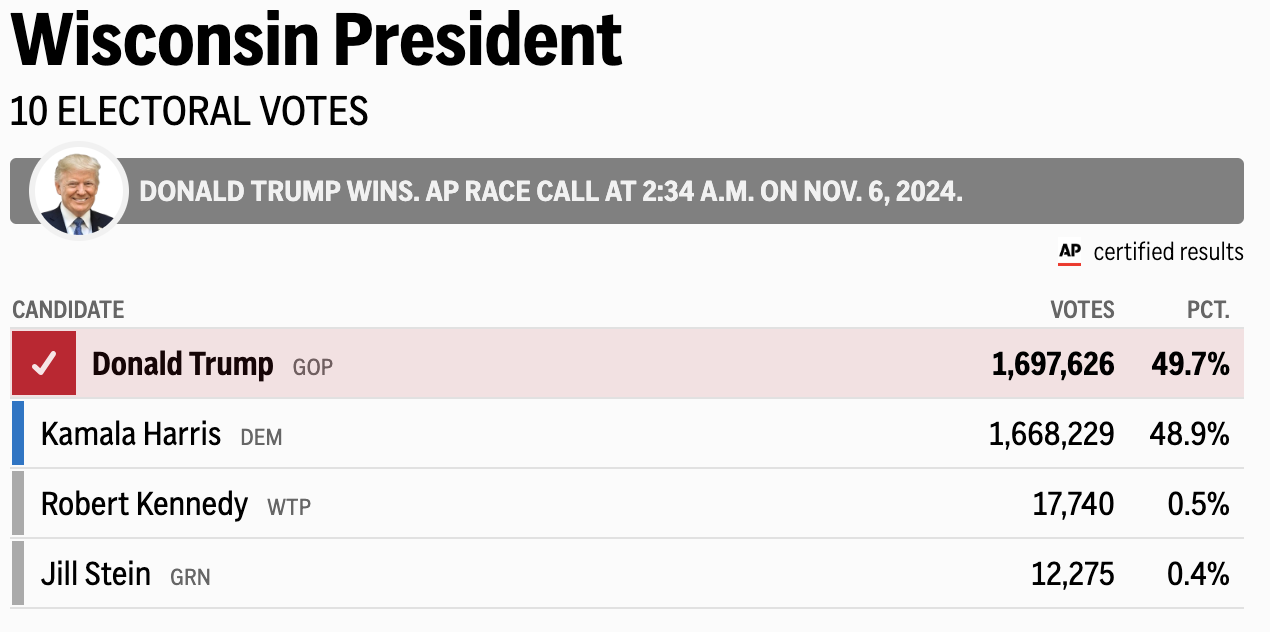 Wisconsin President
10 ELECTORAL VOTES
DONALD TRUMP WINS. AP RACE CALL AT 2:34 A.M. ON NOV. 6, 2024.
AP certified results
CANDIDATE VOTES PCT.
Donald Trump GOP 1,697,626 49.7%
Kamala Harris DEM 1,668,229 48.9%
Robert Kennedy WTP 17,740 0.5%
Jill Stein GRN 12,275 0.4%